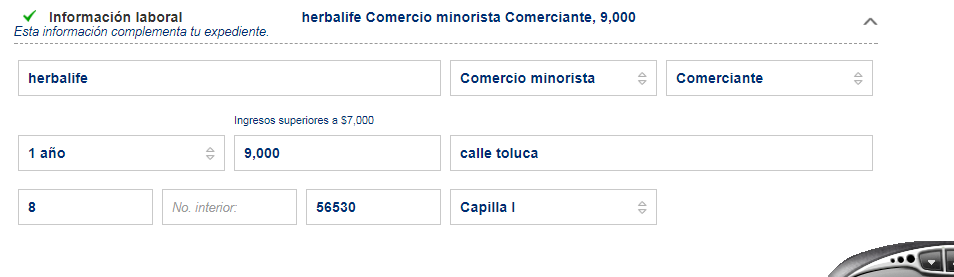 Información laboral herbalife Comercio minorista Comerciante, 9,000
Esta información complementa tu expediente.
herbalife Comercio minorista Comerciante
Ingresos superiores a $7,000
1 año 9,000 calle toluca
8 No. interior: 56530 Capilla I